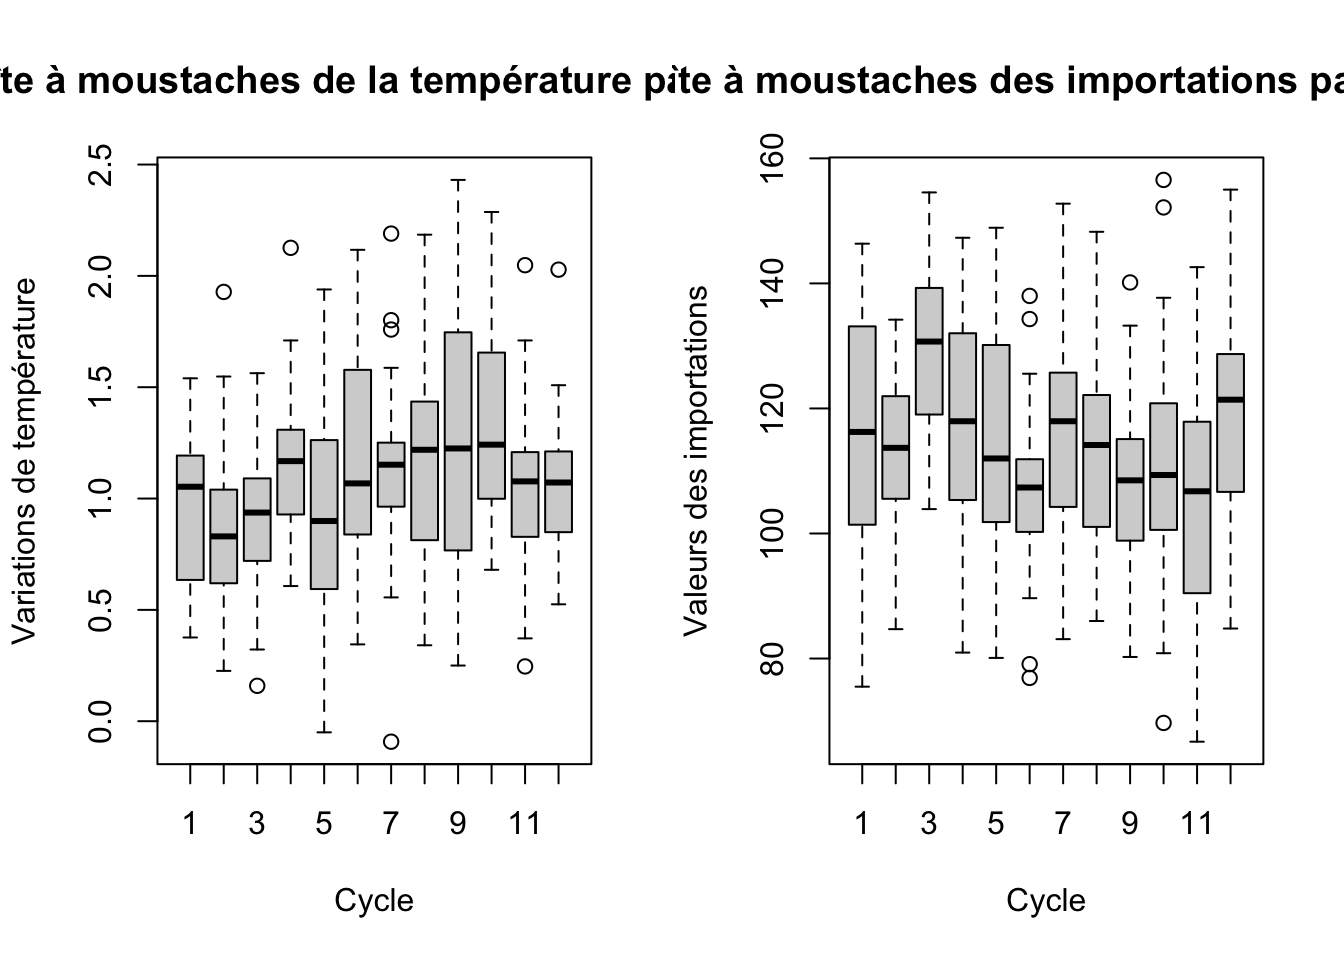 te à moustaches de la température pa
te à moustaches des importations pa
Variations de température
0.0 0.5 1.0 1.5 2.0 2.5
1 3 5 7 9 11
Cycle
Valeurs des importations
80 100 120 140 160
1 3 5 7 9 11
Cycle